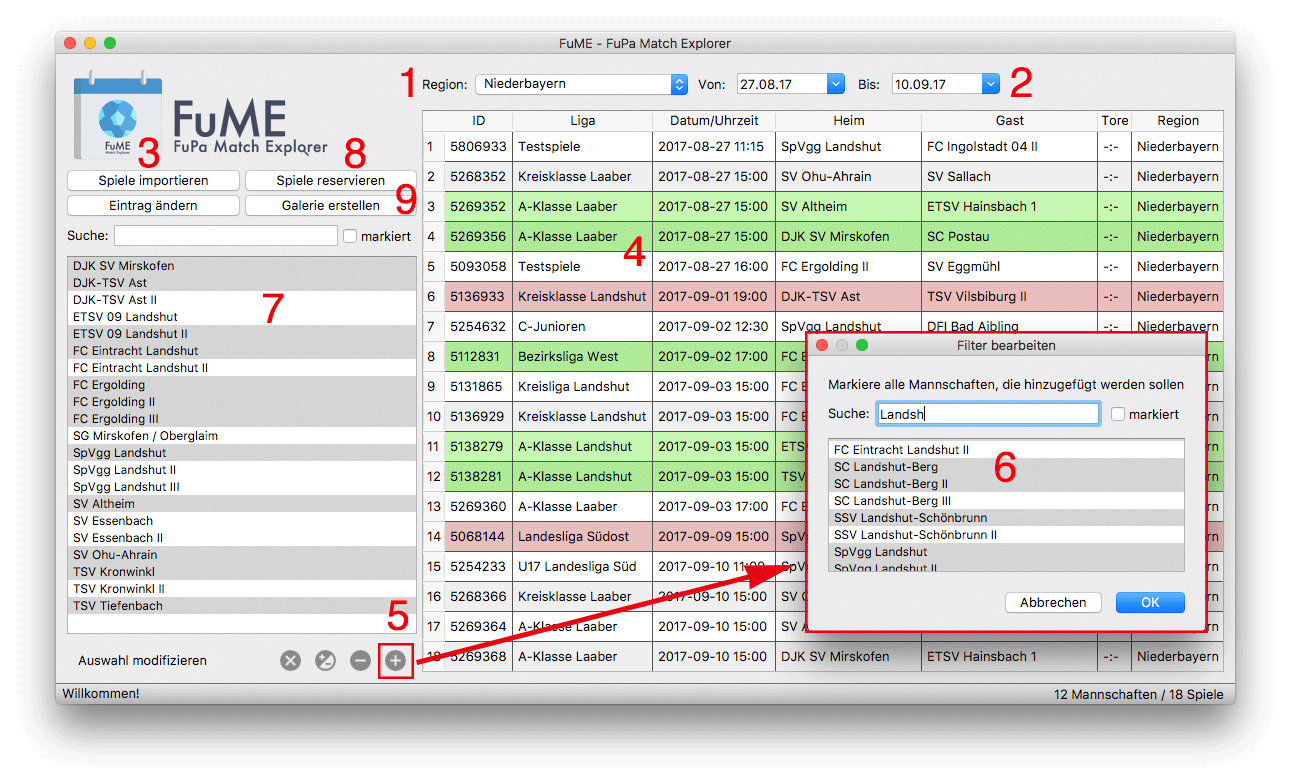 FuME - FuPa Match Explorer
1 Region: Niederbayern Von: 27.08.17 Bis: 10.09.17 2
FuME
Match Explorer
FuME
FuPa Match Explorer
3 8
Spiele importieren Spiele reservieren
Eintrag ändern Galerie erstellen 9
Suche: markiert
DJK SV Mirskofen
DJK-TSV Ast
DJK-TSV Ast II
ETSV 09 Landshut
ETSV 09 Landshut II
FC Eintracht Landshut
FC Eintracht Landshut II
FC Ergolding
FC Ergolding II
FC Ergolding III
SG Mirskofen / Oberglaim
SpVgg Landshut
SpVgg Landshut II
SpVgg Landshut III
SV Altheim
SV Essenbach
SV Essenbach II
SV Ohu-Ahrain
TSV Kronwinkl
TSV Kronwinkl II
TSV Tiefenbach
7
5
Auswahl modifizieren
ID Liga Datum/Uhrzeit Heim Gast Tore Region
1 5806933 Testspiele 2017-08-27 11:15 SpVgg Landshut FC Ingolstadt 04 II -:- Niederbayern
2 5268352 Kreisklasse Laaber 2017-08-27 15:00 SV Ohu-Ahrain SV Sallach -:- Niederbayern
3 5269352 A-Klasse Laaber 2017-08-27 15:00 SV Altheim ETSV Hainsbach 1 -:- Niederbayern
4 5269356 A-Klasse Laaber 2017-08-27 15:00 DJK SV Mirskofen SC Postau -:- Niederbayern
4
5 5093058 Testspiele 2017-08-27 16:00 FC Ergolding II SV Eggmühl -:- Niederbayern
6 5136933 Kreisklasse Landshut 2017-09-01 19:00 DJK-TSV Ast TSV Vilsbiburg II -:- Niederbayern
7 5254632 C-Junioren 2017-09-02 12:30 SpVgg Landshut DFI Bad Aibling -:- Niederbayern
8 5112831 Bezirksliga West 2017-09-02 17:00 FC E
9 5131865 Kreisliga Landshut 2017-09-03 15:00 FC E
10 5136929 Kreisklasse Landshut 2017-09-03 15:00 FC E
11 5138279 A-Klasse Landshut 2017-09-03 15:00 ETS
12 5138281 A-Klasse Landshut 2017-09-03 15:00 TSV
13 5269360 A-Klasse Laaber 2017-09-03 17:00 FC E
14 5068144 Landesliga Südost 2017-09-09 15:00 SpV
15 5254233 U17 Landesliga Süd 2017-09-10 11:00 SpV
16 5268366 Kreisklasse Laaber 2017-09-10 15:00 SV
17 5269364 A-Klasse Laaber 2017-09-10 15:00 SV A
18 5269368 A-Klasse Laaber 2017-09-10 15:00 DJK SV Mirskofen ETSV Hainsbach 1 -:- Niederbayern
Filter bearbeiten
Markiere alle Mannschaften, die hinzugefügt werden sollen
Suche: Landsh markiert
FC Eintracht Landshut II
SC Landshut-Berg
SC Landshut-Berg II
SC Landshut-Berg III
SSV Landshut-Schönbrunn
SSV Landshut-Schönbrunn II
SpVgg Landshut
SpVgg Landshut II
6
Abbrechen OK
Willkommen! 12 Mannschaften / 18 Spiele